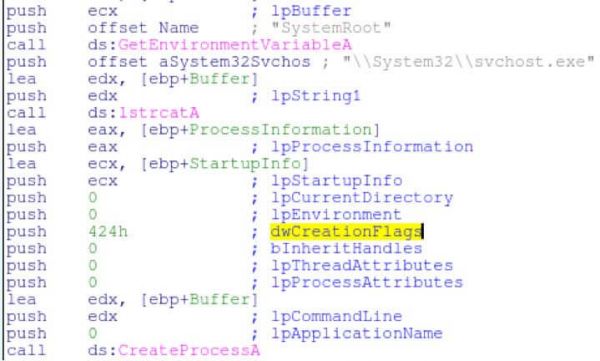 push ecx ; lpBuffer
push offset Name ; "SystemRoot"
call ds:GetEnvironmentVariableA
push offset aSystem32Svchos ; "\\System32\\svchost.exe"
lea edx, [ebp+Buffer]
push edx ; lpString1
call ds:lstrcatA
lea eax, [ebp+ProcessInformation]
push eax ; lpProcessInformation
lea ecx, [ebp+StartupInfo]
push ecx ; lpStartupInfo
push 0 ; lpCurrentDirectory
push 0 ; lpEnvironment
push 424h ; dwCreationFlags
push 0 ; bInheritHandles
push 0 ; lpThreadAttributes
push 0 ; lpProcessAttributes
lea edx, [ebp+Buffer]
push edx ; lpCommandLine
push 0 ; lpApplicationName
call ds:CreateProcessA